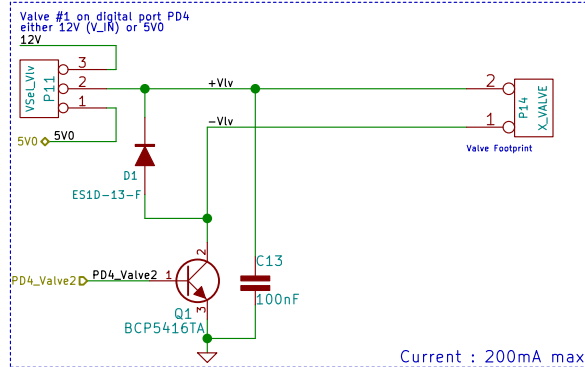 Valve #1 on digital port PD4
either 12V (V_IN) or 5V0
12V
VSel_Vlv
P11
3
2
1
+Vlv
-Vlv
2
1
P14
X_VALVE
Valve Footprint
5V0
5V0
D1
ES1D-13-F
PD4_Valve2
PD4_Valve2
1
2
3
Q1
BCP5416TA
C13
100nF
Current : 200mA max